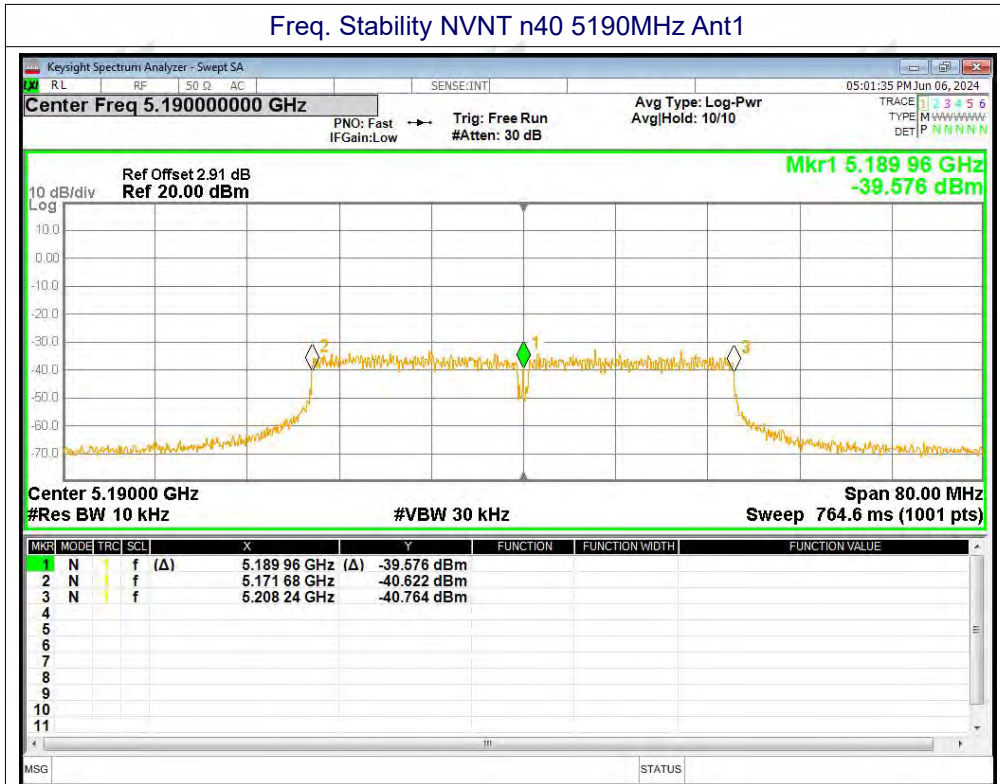 Freq. Stability NVNT n40 5190MHz Ant1
Keysight Spectrum Analyzer - Swept SA
LXI RL RF 50 Ω AC SENSE:INT 05:01:35 PM Jun 06, 2024
Center Freq 5.190000000 GHz
PNO: Fast
IFGain:Low
Trig: Free Run
#Atten: 30 dB
Avg Type: Log-Pwr
Avg|Hold: 10/10
TRACE 1 2 3 4 5 6
TYPE M WWWWW
DET P N N N N N
Mkr1 5.189 96 GHz
-39.576 dBm
Ref Offset 2.91 dB
10 dB/div Ref 20.00 dBm
Log
10.0
0.00
-10.0
-20.0
-30.0
-40.0
-50.0
-60.0
-70.0
2
1
3
Center 5.19000 GHz Span 80.00 MHz
#Res BW 10 kHz #VBW 30 kHz Sweep 764.6 ms (1001 pts)
MKR MODE TRC SCL X Y FUNCTION FUNCTION WIDTH FUNCTION VALUE
1 N 1 f (Δ) 5.189 96 GHz (Δ) -39.576 dBm
2 N 1 f 5.171 68 GHz -40.622 dBm
3 N 1 f 5.208 24 GHz -40.764 dBm
4
5
6
7
8
9
10
11
MSG STATUS